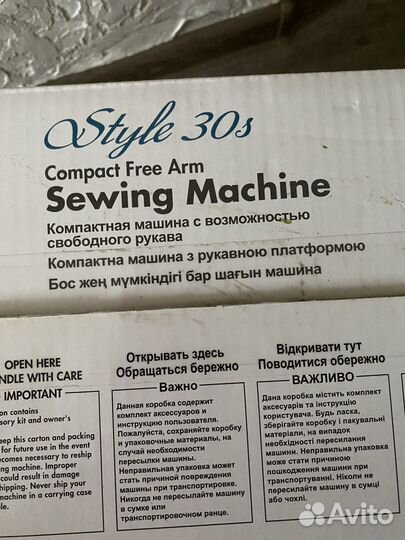 Style 30s
Compact Free Arm
Sewing Machine
Компактная машина с возможностью
свободного рукава
Компактна машина з рукавною платформою
Бос жең мүмкіндігі бар шағын машина
OPEN HERE
NDLE WITH CARE
IMPORTANT
on contains
sory kit and owner's
eep this carton and packing
for future use in the event
comes necessary to reship
ing machine. Improper
could result in damage
shipping. Never ship your
machine in a carrying case
ble.
Открывать здесь
Обращаться бережно
Важно
Данная коробка содержит
комплект аксессуаров и
инструкцию пользователя.
Пожалуйста, сохраняйте коробку
и упаковочные материалы, на
случай необходимости
пересылки машины.
Неправильная упаковка может
стать причиной повреждения
машины при транспортировке.
Никогда не пересылайте машину
в сумке или
транспортировочном ранце.
Відкривати тут
Поводитися обережно
ВАЖЛИВО
Дана коробка містить комплект
аксесуарів та інструкцію
користувача. Будь ласка,
зберігайте коробку і пакувальні
матеріали, на випадок
необхідності пересилання
машини. Неправильна упаковка
може стати причиною
пошкодження машини при
транспортуванні. Ніколи не
пересилайте машину в сумці
або чохлі.
Avito